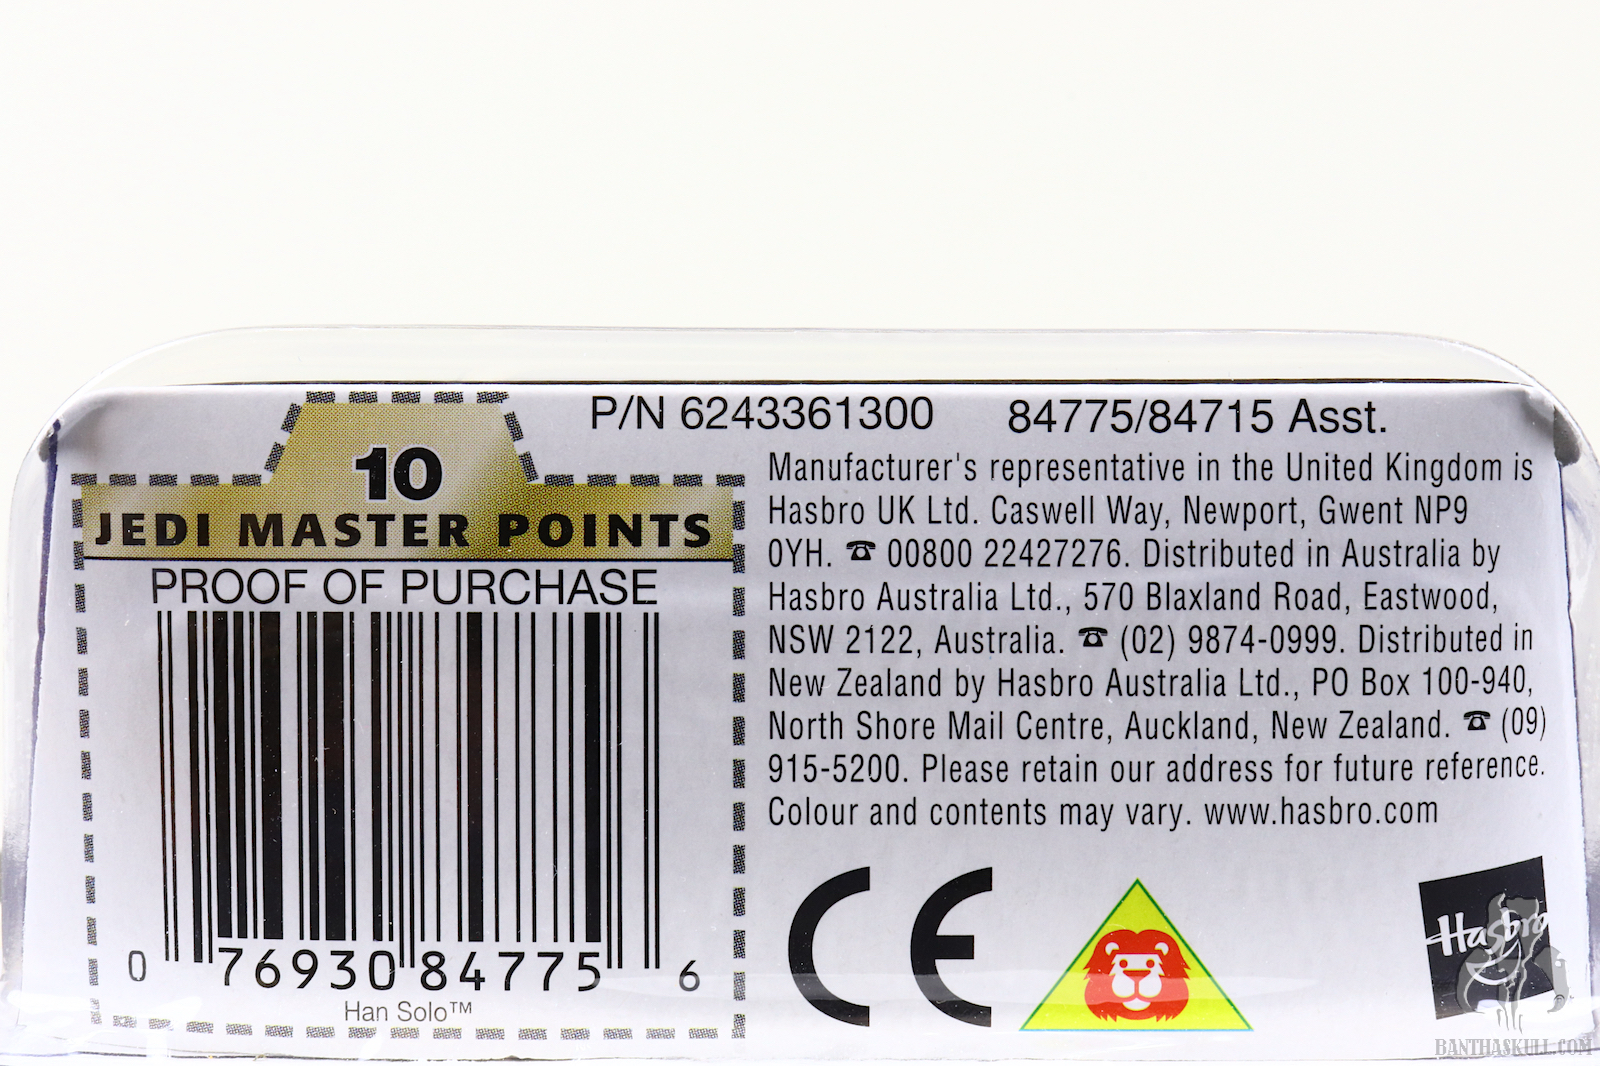 P/N 6243361300 84775/84715 Asst.
10
JEDI MASTER POINTS
PROOF OF PURCHASE
0 76930 84775 6
Han Solo™
Manufacturer's representative in the United Kingdom is
Hasbro UK Ltd. Caswell Way, Newport, Gwent NP9
0YH. ☎ 00800 22427276. Distributed in Australia by
Hasbro Australia Ltd., 570 Blaxland Road, Eastwood,
NSW 2122, Australia. ☎ (02) 9874-0999. Distributed in
New Zealand by Hasbro Australia Ltd., PO Box 100-940,
North Shore Mail Centre, Auckland, New Zealand. ☎ (09)
915-5200. Please retain our address for future reference.
Colour and contents may vary. www.hasbro.com
CE
Hasbro
BANTHASKULL.COM